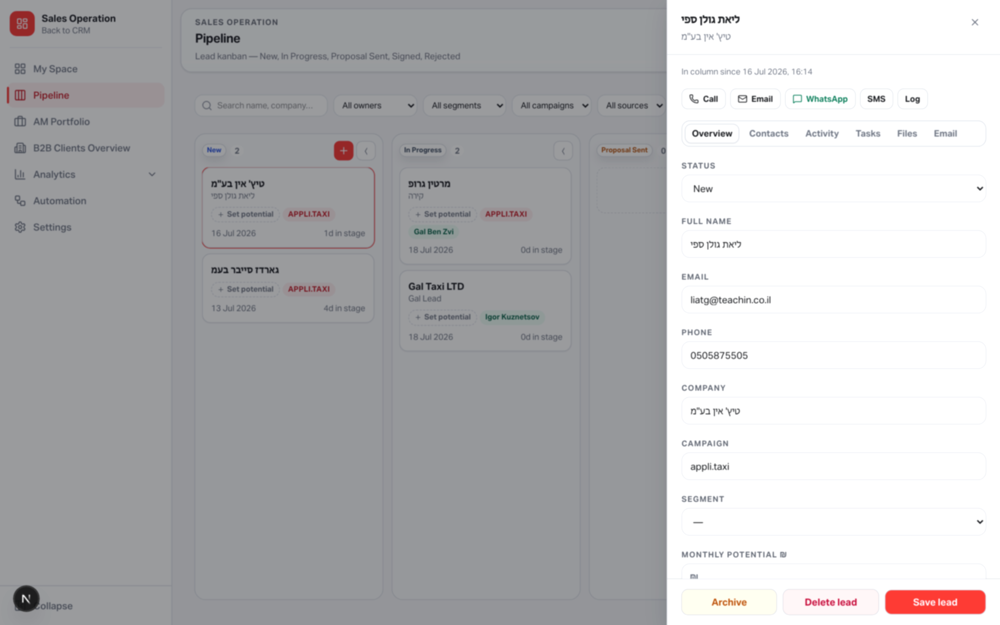 Sales Operation
Back to CRM
My Space
Pipeline
AM Portfolio
B2B Clients Overview
Analytics
Automation
Settings
N
Collapse
SALES OPERATION
Pipeline
Lead kanban — New, In Progress, Proposal Sent, Signed, Rejected
Search name, company...
All owners
All segments
All campaigns
All sources
New 2
+
טיץ' אין בע"מ
ליאת גולן ספיי
+ Set potential APPLI.TAXI
16 Jul 2026 1d in stage
גארדז סייבר בעמ
+ Set potential APPLI.TAXI
13 Jul 2026 4d in stage
In Progress 2
מרטין גרופ
קירה
+ Set potential APPLI.TAXI
Gal Ben Zvi
18 Jul 2026 0d in stage
Gal Taxi LTD
Gal Lead
+ Set potential Igor Kuznetsov
18 Jul 2026 0d in stage
Proposal Sent 0
ליאת גולן ספיי
טיץ' אין בע"מ
In column since 16 Jul 2026, 16:14
Call Email WhatsApp SMS Log
Overview Contacts Activity Tasks Files Email
STATUS
New
FULL NAME
ליאת גולן ספיי
EMAIL
liatg@teachin.co.il
PHONE
0505875505
COMPANY
טיץ' אין בע"מ
CAMPAIGN
appli.taxi
SEGMENT
—
MONTHLY POTENTIAL ₪
₪
Archive Delete lead Save lead